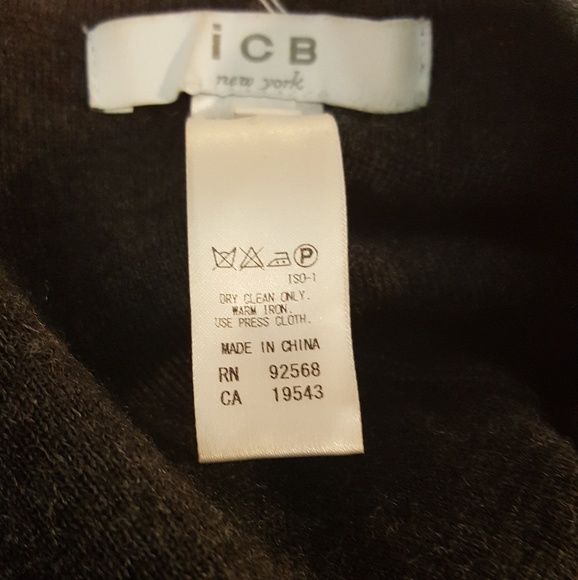 iCB
new york
P
ISO-1
DRY CLEAN ONLY.
WARM IRON.
USE PRESS CLOTH.
MADE IN CHINA
RN 92568
CA 19543